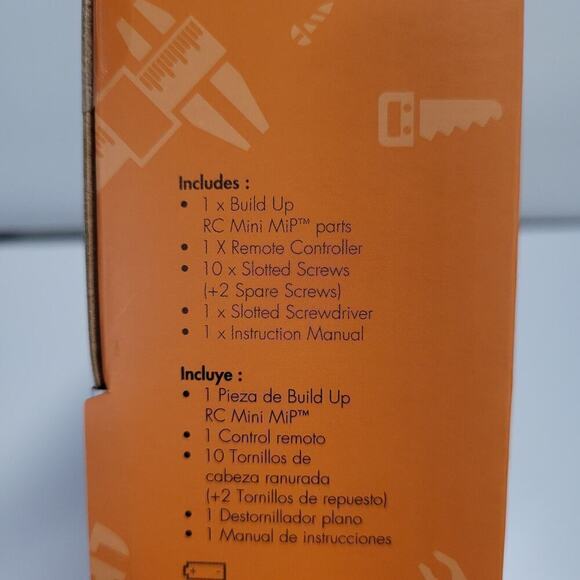 Includes :
• 1 x Build Up
RC Mini MiP™ parts
• 1 X Remote Controller
• 10 x Slotted Screws
(+2 Spare Screws)
• 1 x Slotted Screwdriver
• 1 x Instruction Manual
Incluye :
• 1 Pieza de Build Up
RC Mini MiP™
• 1 Control remoto
• 10 Tornillos de
cabeza ranurada
(+2 Tornillos de repuesto)
• 1 Destornillador plano
• 1 Manual de instrucciones